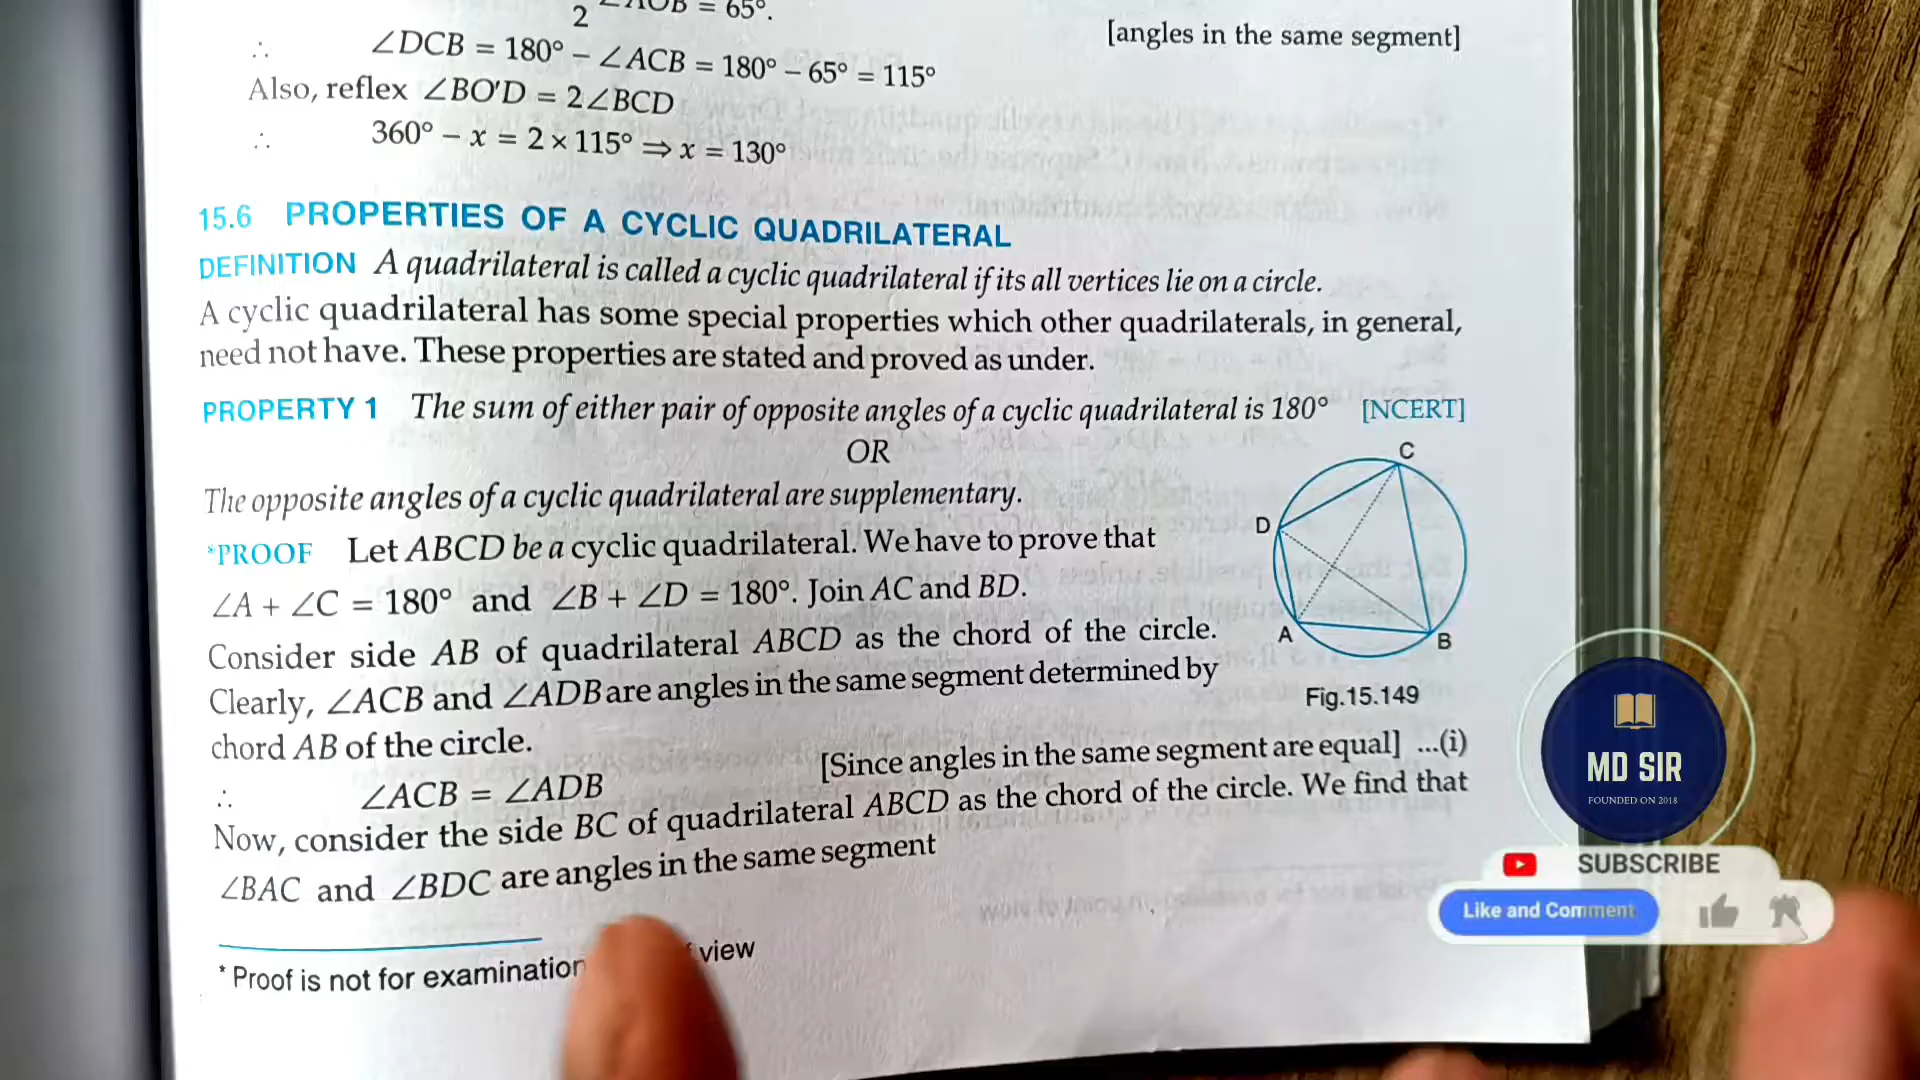 2 ∠AOB = 65°.
[angles in the same segment]
∴ ∠DCB = 180° – ∠ACB = 180° – 65° = 115°
Also, reflex ∠BO′D = 2∠BCD
∴ 360° – x = 2 × 115° ⇒ x = 130°
15.6 PROPERTIES OF A CYCLIC QUADRILATERAL
DEFINITION A quadrilateral is called a cyclic quadrilateral if its all vertices lie on a circle.
A cyclic quadrilateral has some special properties which other quadrilaterals, in general,
need not have. These properties are stated and proved as under.
PROPERTY 1 The sum of either pair of opposite angles of a cyclic quadrilateral is 180° [NCERT]
OR
The opposite angles of a cyclic quadrilateral are supplementary.
*PROOF Let ABCD be a cyclic quadrilateral. We have to prove that
∠A + ∠C = 180° and ∠B + ∠D = 180°. Join AC and BD.
Consider side AB of quadrilateral ABCD as the chord of the circle.
Clearly, ∠ACB and ∠ADB are angles in the same segment determined by
chord AB of the circle.
∴ ∠ACB = ∠ADB [Since angles in the same segment are equal] ...(i)
Now, consider the side BC of quadrilateral ABCD as the chord of the circle. We find that
∠BAC and ∠BDC are angles in the same segment
* Proof is not for examination view
C
D
A
B
Fig.15.149
MD SIR
FOUNDED ON 2018
SUBSCRIBE
Like and Comment